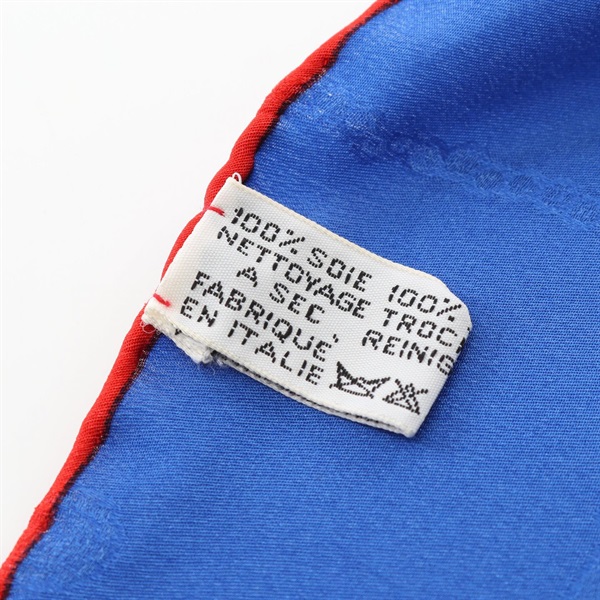 100% SOIE
NETTOYAGE
A SEC
FABRIQUÉ
EN ITALIE
100%
TROC
REINIG